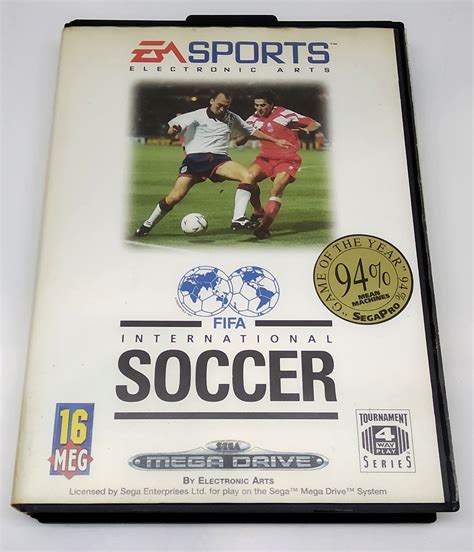 EA SPORTS™
ELECTRONIC ARTS
"GAME OF THE YEAR" 94%
94%
MEAN
MACHINES
SEGAPRO
FIFA
INTERNATIONAL
SOCCER
16
MEG
SEGA
MEGA DRIVE
TOURNAMENT
4
WAY
PLAY
SERIES
BY ELECTRONIC ARTS
Licensed by Sega Enterprises Ltd. for play on the Sega™ Mega Drive™ System